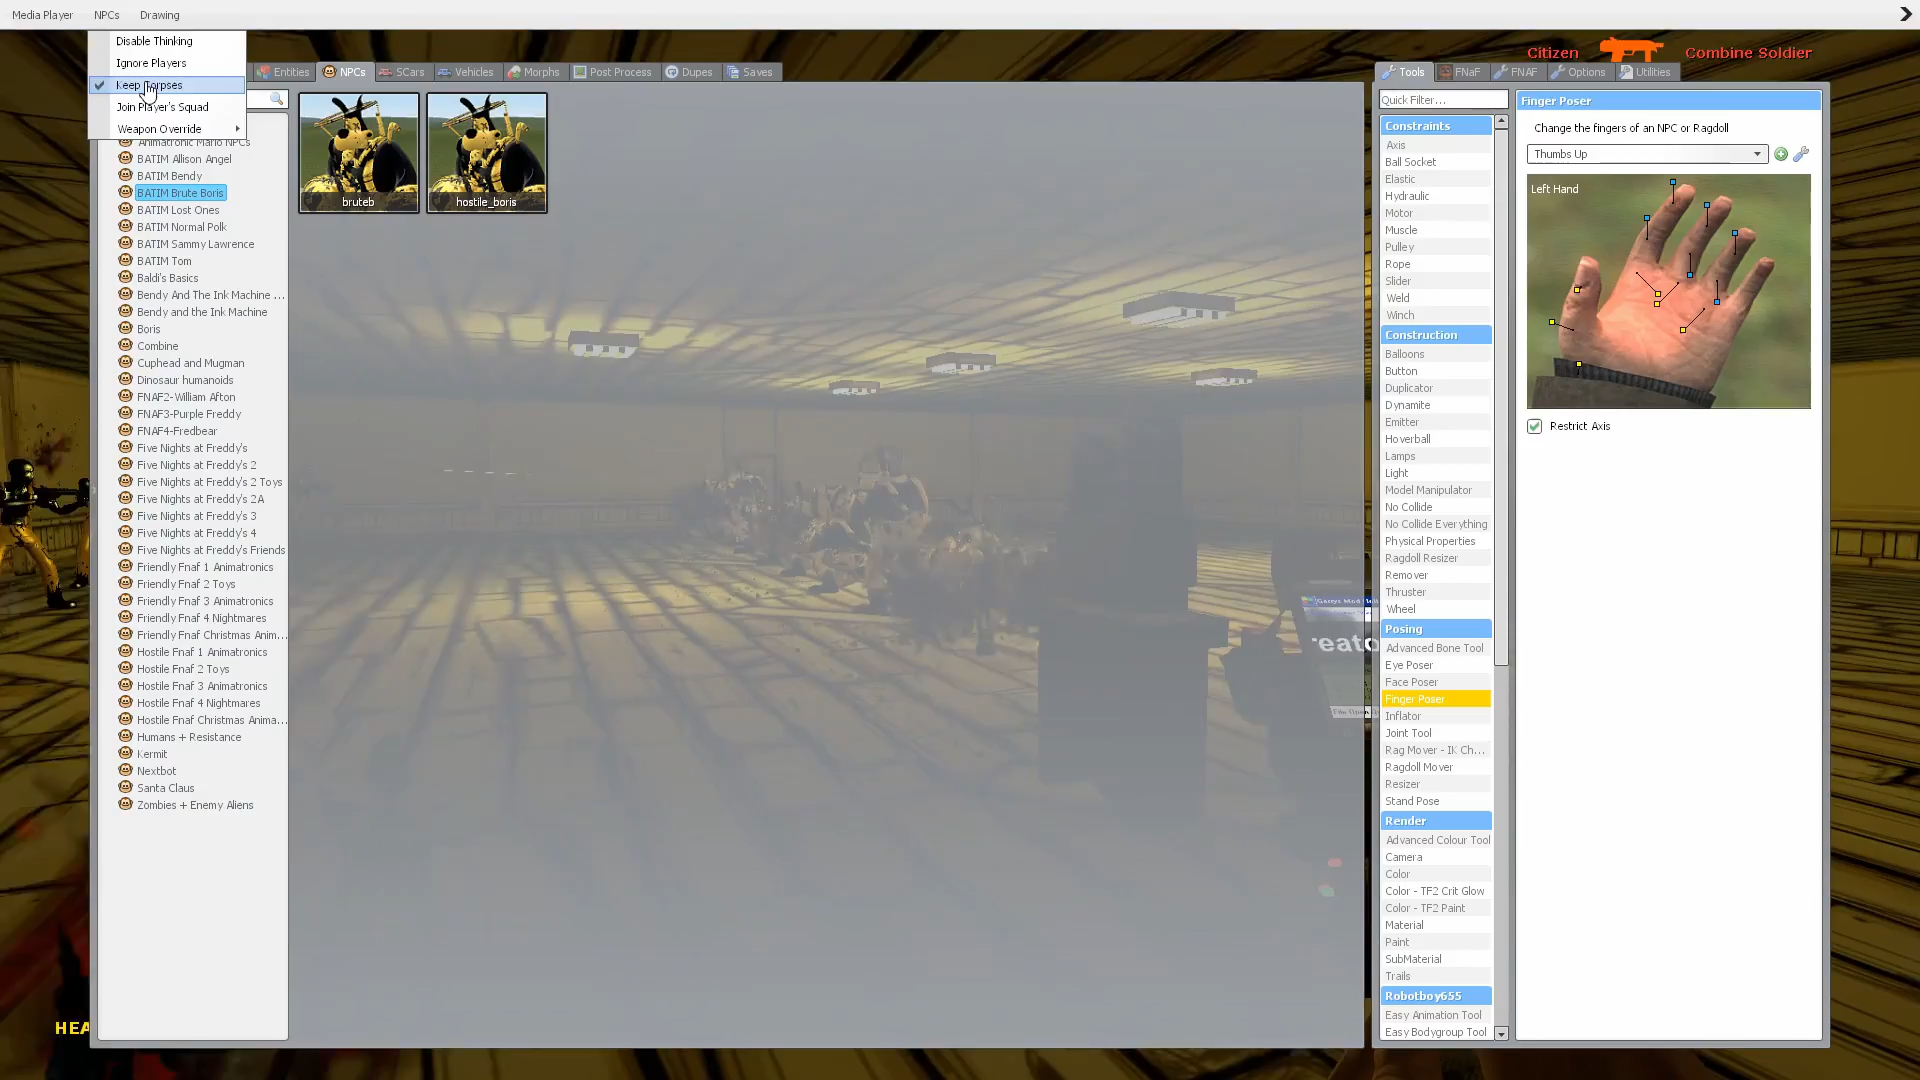 Media Player
NPCs
Drawing
Disable Thinking
Ignore Players
Keep Corpses
Join Player's Squad
Weapon Override
Citizen
Combine Soldier
Entities
NPCs
SCars
Vehicles
Morphs
Post Process
Dupes
Saves
Animatronic Mario NPCs
BATIM Allison Angel
BATIM Bendy
BATIM Brute Boris
BATIM Lost Ones
BATIM Normal Polk
BATIM Sammy Lawrence
BATIM Tom
Baldi's Basics
Bendy And The Ink Machine ...
Bendy and the Ink Machine
Boris
Combine
Cuphead and Mugman
Dinosaur humanoids
FNAF2-William Afton
FNAF3-Purple Freddy
FNAF4-Fredbear
Five Nights at Freddy's
Five Nights at Freddy's 2
Five Nights at Freddy's 2 Toys
Five Nights at Freddy's 2A
Five Nights at Freddy's 3
Five Nights at Freddy's 4
Five Nights at Freddy's Friends
Friendly Fnaf 1 Animatronics
Friendly Fnaf 2 Toys
Friendly Fnaf 3 Animatronics
Friendly Fnaf 4 Nightmares
Friendly Fnaf Christmas Anim...
Hostile Fnaf 1 Animatronics
Hostile Fnaf 2 Toys
Hostile Fnaf 3 Animatronics
Hostile Fnaf 4 Nightmares
Hostile Fnaf Christmas Anima...
Humans + Resistance
Kermit
Nextbot
Santa Claus
Zombies + Enemy Aliens
bruteb
hostile_boris
reato
HEA
Tools
FNaF
FNAF
Options
Utilities
Quick Filter...
Constraints
Axis
Ball Socket
Elastic
Hydraulic
Motor
Muscle
Pulley
Rope
Slider
Weld
Winch
Construction
Balloons
Button
Duplicator
Dynamite
Emitter
Hoverball
Lamps
Light
Model Manipulator
No Collide
No Collide Everything
Physical Properties
Ragdoll Resizer
Remover
Thruster
Wheel
Posing
Advanced Bone Tool
Eye Poser
Face Poser
Finger Poser
Inflator
Joint Tool
Rag Mover - IK Ch...
Ragdoll Mover
Resizer
Stand Pose
Render
Advanced Colour Tool
Camera
Color
Color - TF2 Crit Glow
Color - TF2 Paint
Material
Paint
SubMaterial
Trails
Robotboy655
Easy Animation Tool
Easy Bodygroup Tool
Finger Poser
Change the fingers of an NPC or Ragdoll
Thumbs Up
Left Hand
Restrict Axis